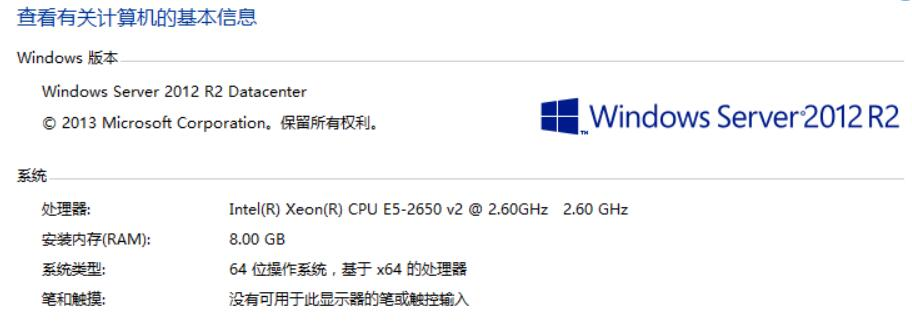 查看有关计算机的基本信息
Windows 版本
Windows Server 2012 R2 Datacenter
© 2013 Microsoft Corporation。保留所有权利。
Windows Server®2012 R2
系统
处理器: Intel(R) Xeon(R) CPU E5-2650 v2 @ 2.60GHz 2.60 GHz
安装内存(RAM): 8.00 GB
系统类型: 64 位操作系统，基于 x64 的处理器
笔和触摸: 没有可用于此显示器的笔或触控输入